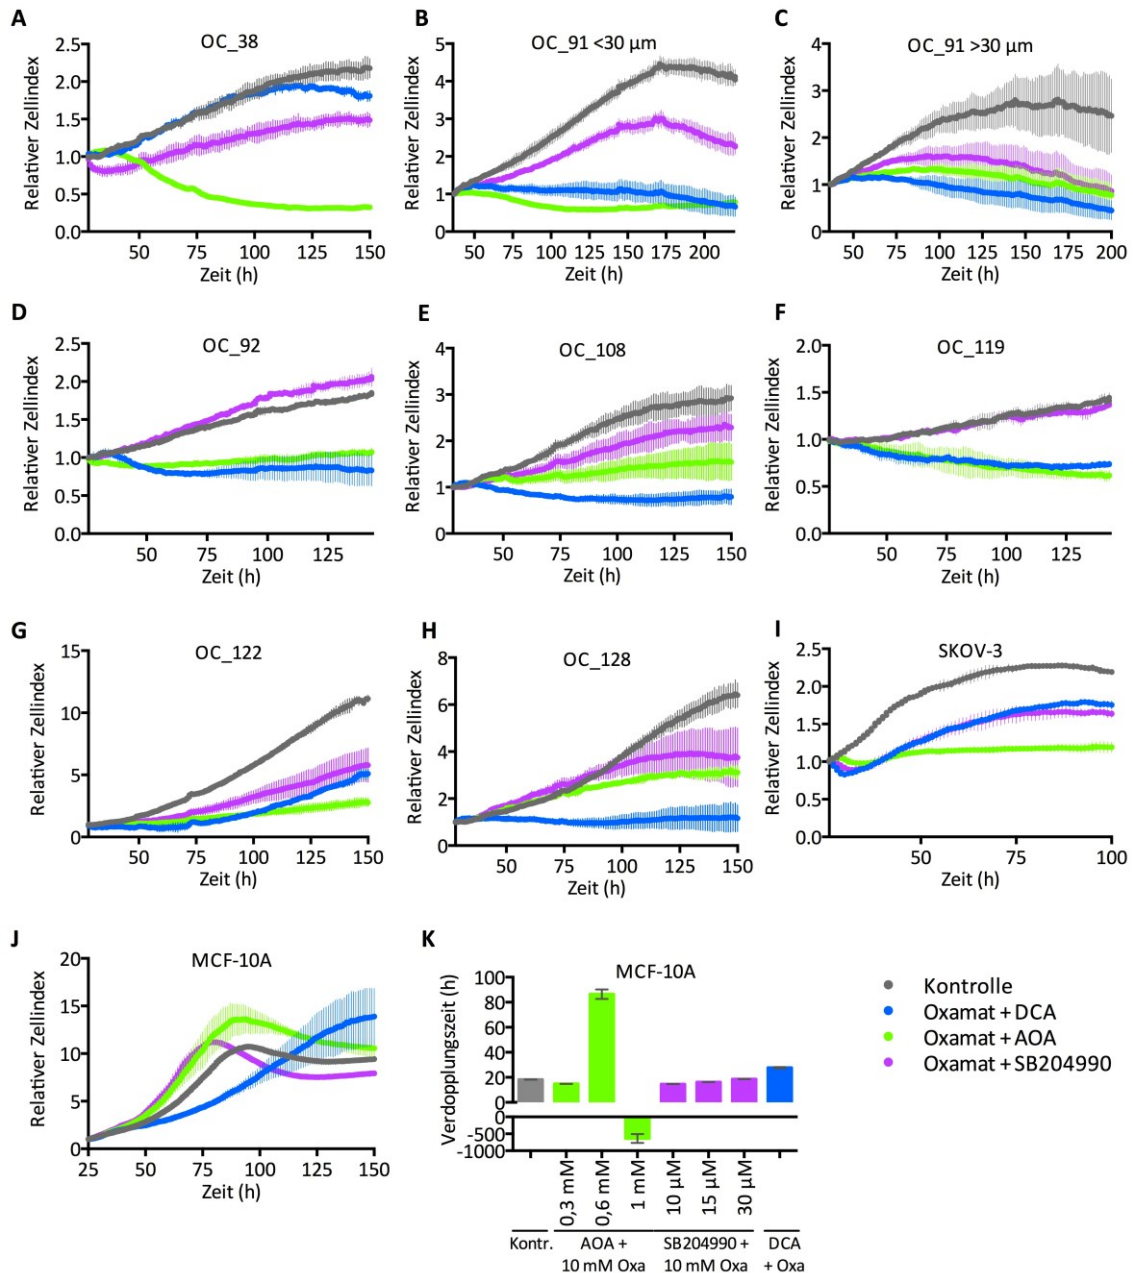 A
OC_38
Relativer Zellindex
2.5
2.0
1.5
1.0
0.5
0.0
50 75 100 125 150
Zeit (h)
B
OC_91 <30 µm
Relativer Zellindex
5
4
3
2
1
0
50 75 100 125 150 175 200
Zeit (h)
C
OC_91 >30 µm
Relativer Zellindex
4
3
2
1
0
50 75 100 125 150 175 200
Zeit (h)
D
OC_92
Relativer Zellindex
2.5
2.0
1.5
1.0
0.5
0.0
50 75 100 125
Zeit (h)
E
OC_108
Relativer Zellindex
4
3
2
1
0
50 75 100 125 150
Zeit (h)
F
OC_119
Relativer Zellindex
2.0
1.5
1.0
0.5
0.0
50 75 100 125
Zeit (h)
G
OC_122
Relativer Zellindex
15
10
5
0
50 75 100 125 150
Zeit (h)
H
OC_128
Relativer Zellindex
8
6
4
2
0
50 75 100 125 150
Zeit (h)
I
SKOV-3
Relativer Zellindex
2.5
2.0
1.5
1.0
0.5
0.0
50 75 100
Zeit (h)
J
MCF-10A
Relativer Zellindex
20
15
10
5
0
25 50 75 100 125 150
Zeit (h)
K
MCF-10A
Verdopplungszeit (h)
100
80
60
40
20
0
0
-500
-1000
0,3 mM
0,6 mM
1 mM
10 µM
15 µM
30 µM
Kontr.
AOA +
10 mM Oxa
SB204990 +
10 mM Oxa
DCA
+ Oxa
Kontrolle
Oxamat + DCA
Oxamat + AOA
Oxamat + SB204990